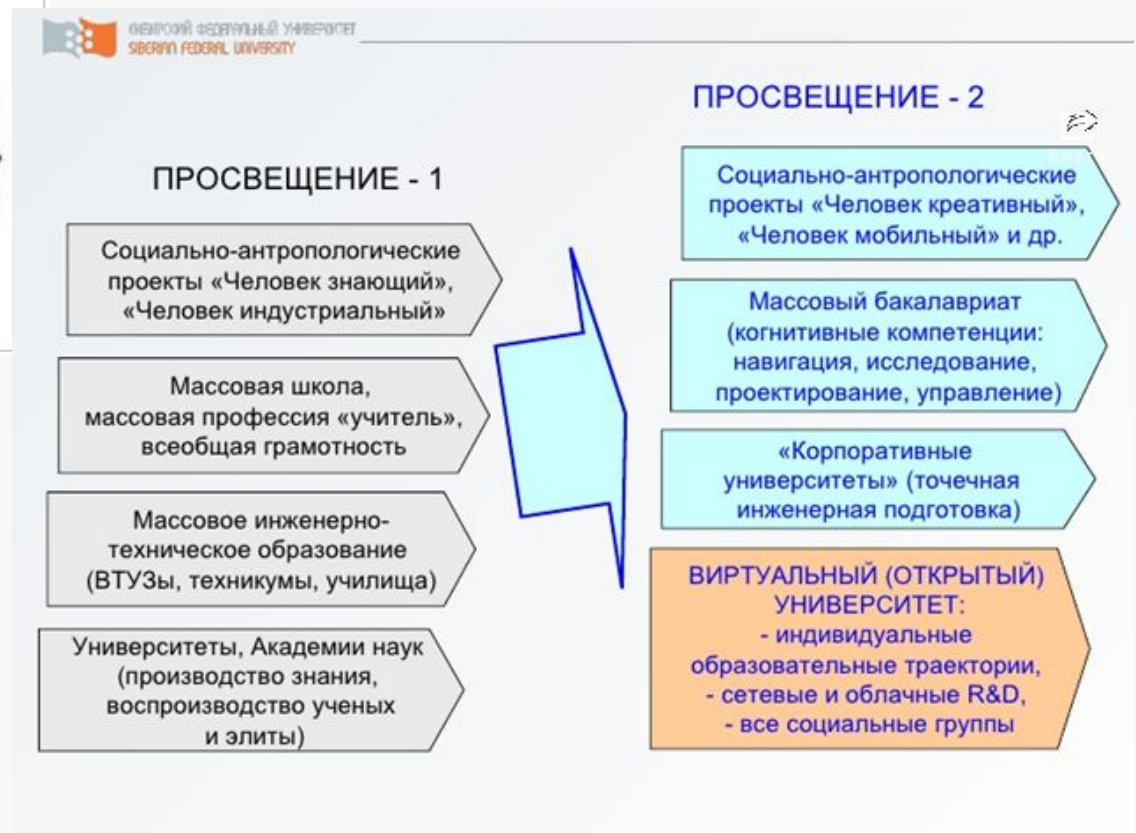 СИБИРСКИЙ ФЕДЕРАЛЬНЫЙ УНИВЕРСИТЕТ
SIBERIAN FEDERAL UNIVERSITY
ПРОСВЕЩЕНИЕ - 1
Социально-антропологические
проекты «Человек знающий»,
«Человек индустриальный»
Массовая школа,
массовая профессия «учитель»,
всеобщая грамотность
Массовое инженерно-
техническое образование
(ВТУЗы, техникумы, училища)
Университеты, Академии наук
(производство знания,
воспроизводство ученых
и элиты)
ПРОСВЕЩЕНИЕ - 2
Социально-антропологические
проекты «Человек креативный»,
«Человек мобильный» и др.
Массовый бакалавриат
(когнитивные компетенции:
навигация, исследование,
проектирование, управление)
«Корпоративные
университеты» (точечная
инженерная подготовка)
ВИРТУАЛЬНЫЙ (ОТКРЫТЫЙ)
УНИВЕРСИТЕТ:
- индивидуальные
образовательные траектории,
- сетевые и облачные R&D,
- все социальные группы